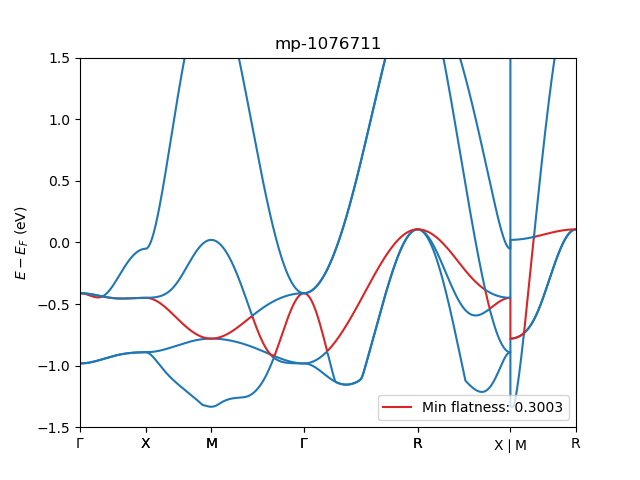 mp-1076711
E − E_F (eV)
1.5
1.0
0.5
0.0
−0.5
−1.0
−1.5
Min flatness: 0.3003
Γ X M Γ R X | M R